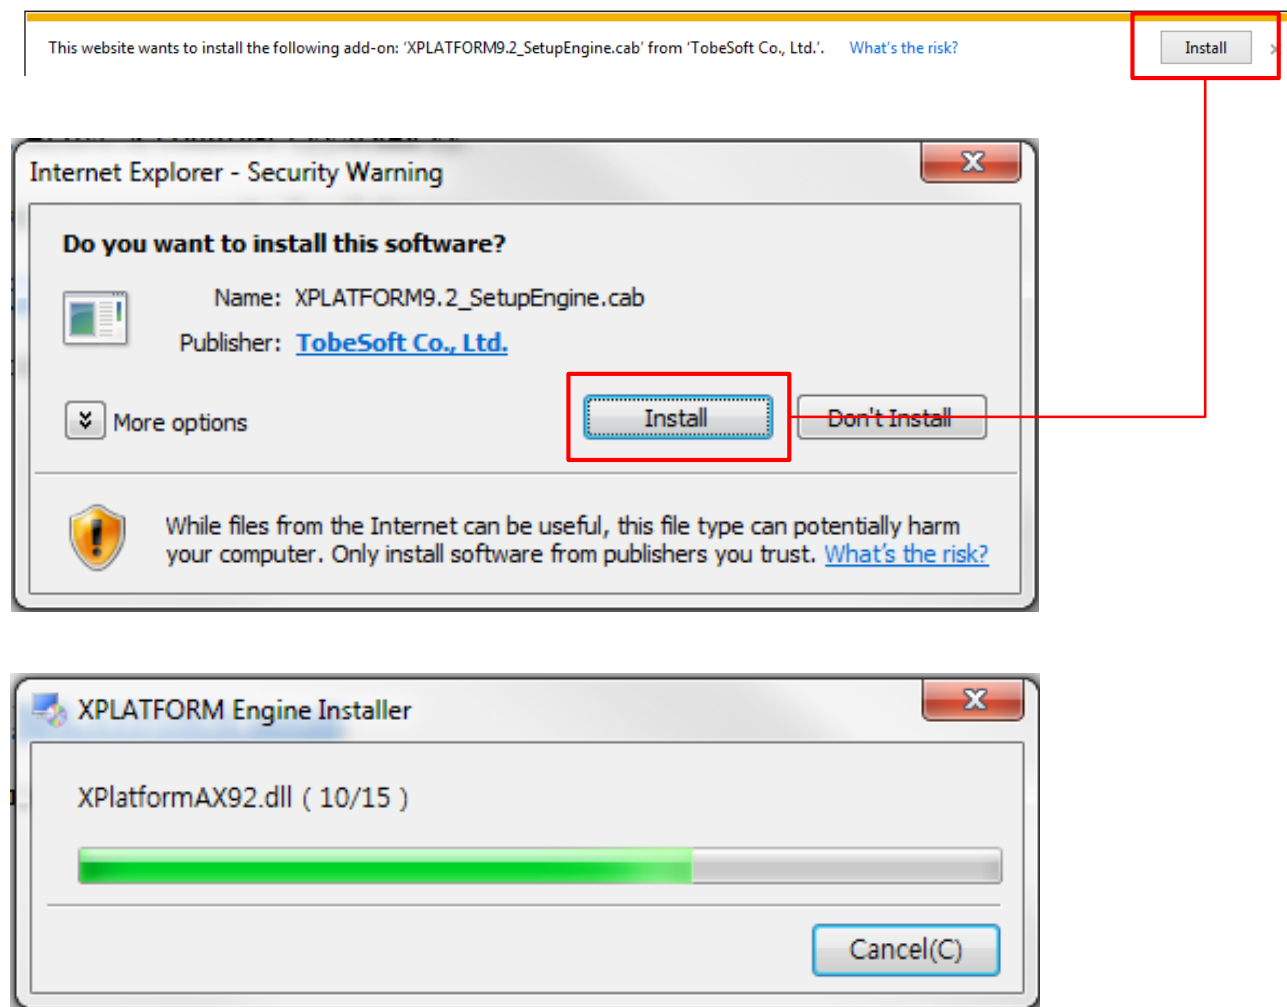 This website wants to install the following add-on: 'XPLATFORM9.2_SetupEngine.cab' from 'TobeSoft Co., Ltd.'. What's the risk? Install
Internet Explorer - Security Warning
Do you want to install this software?
Name: XPLATFORM9.2_SetupEngine.cab
Publisher: TobeSoft Co., Ltd.
More options Install Don't Install
While files from the Internet can be useful, this file type can potentially harm
your computer. Only install software from publishers you trust. What's the risk?
XPLATFORM Engine Installer
XPlatformAX92.dll ( 10/15 )
Cancel(C)